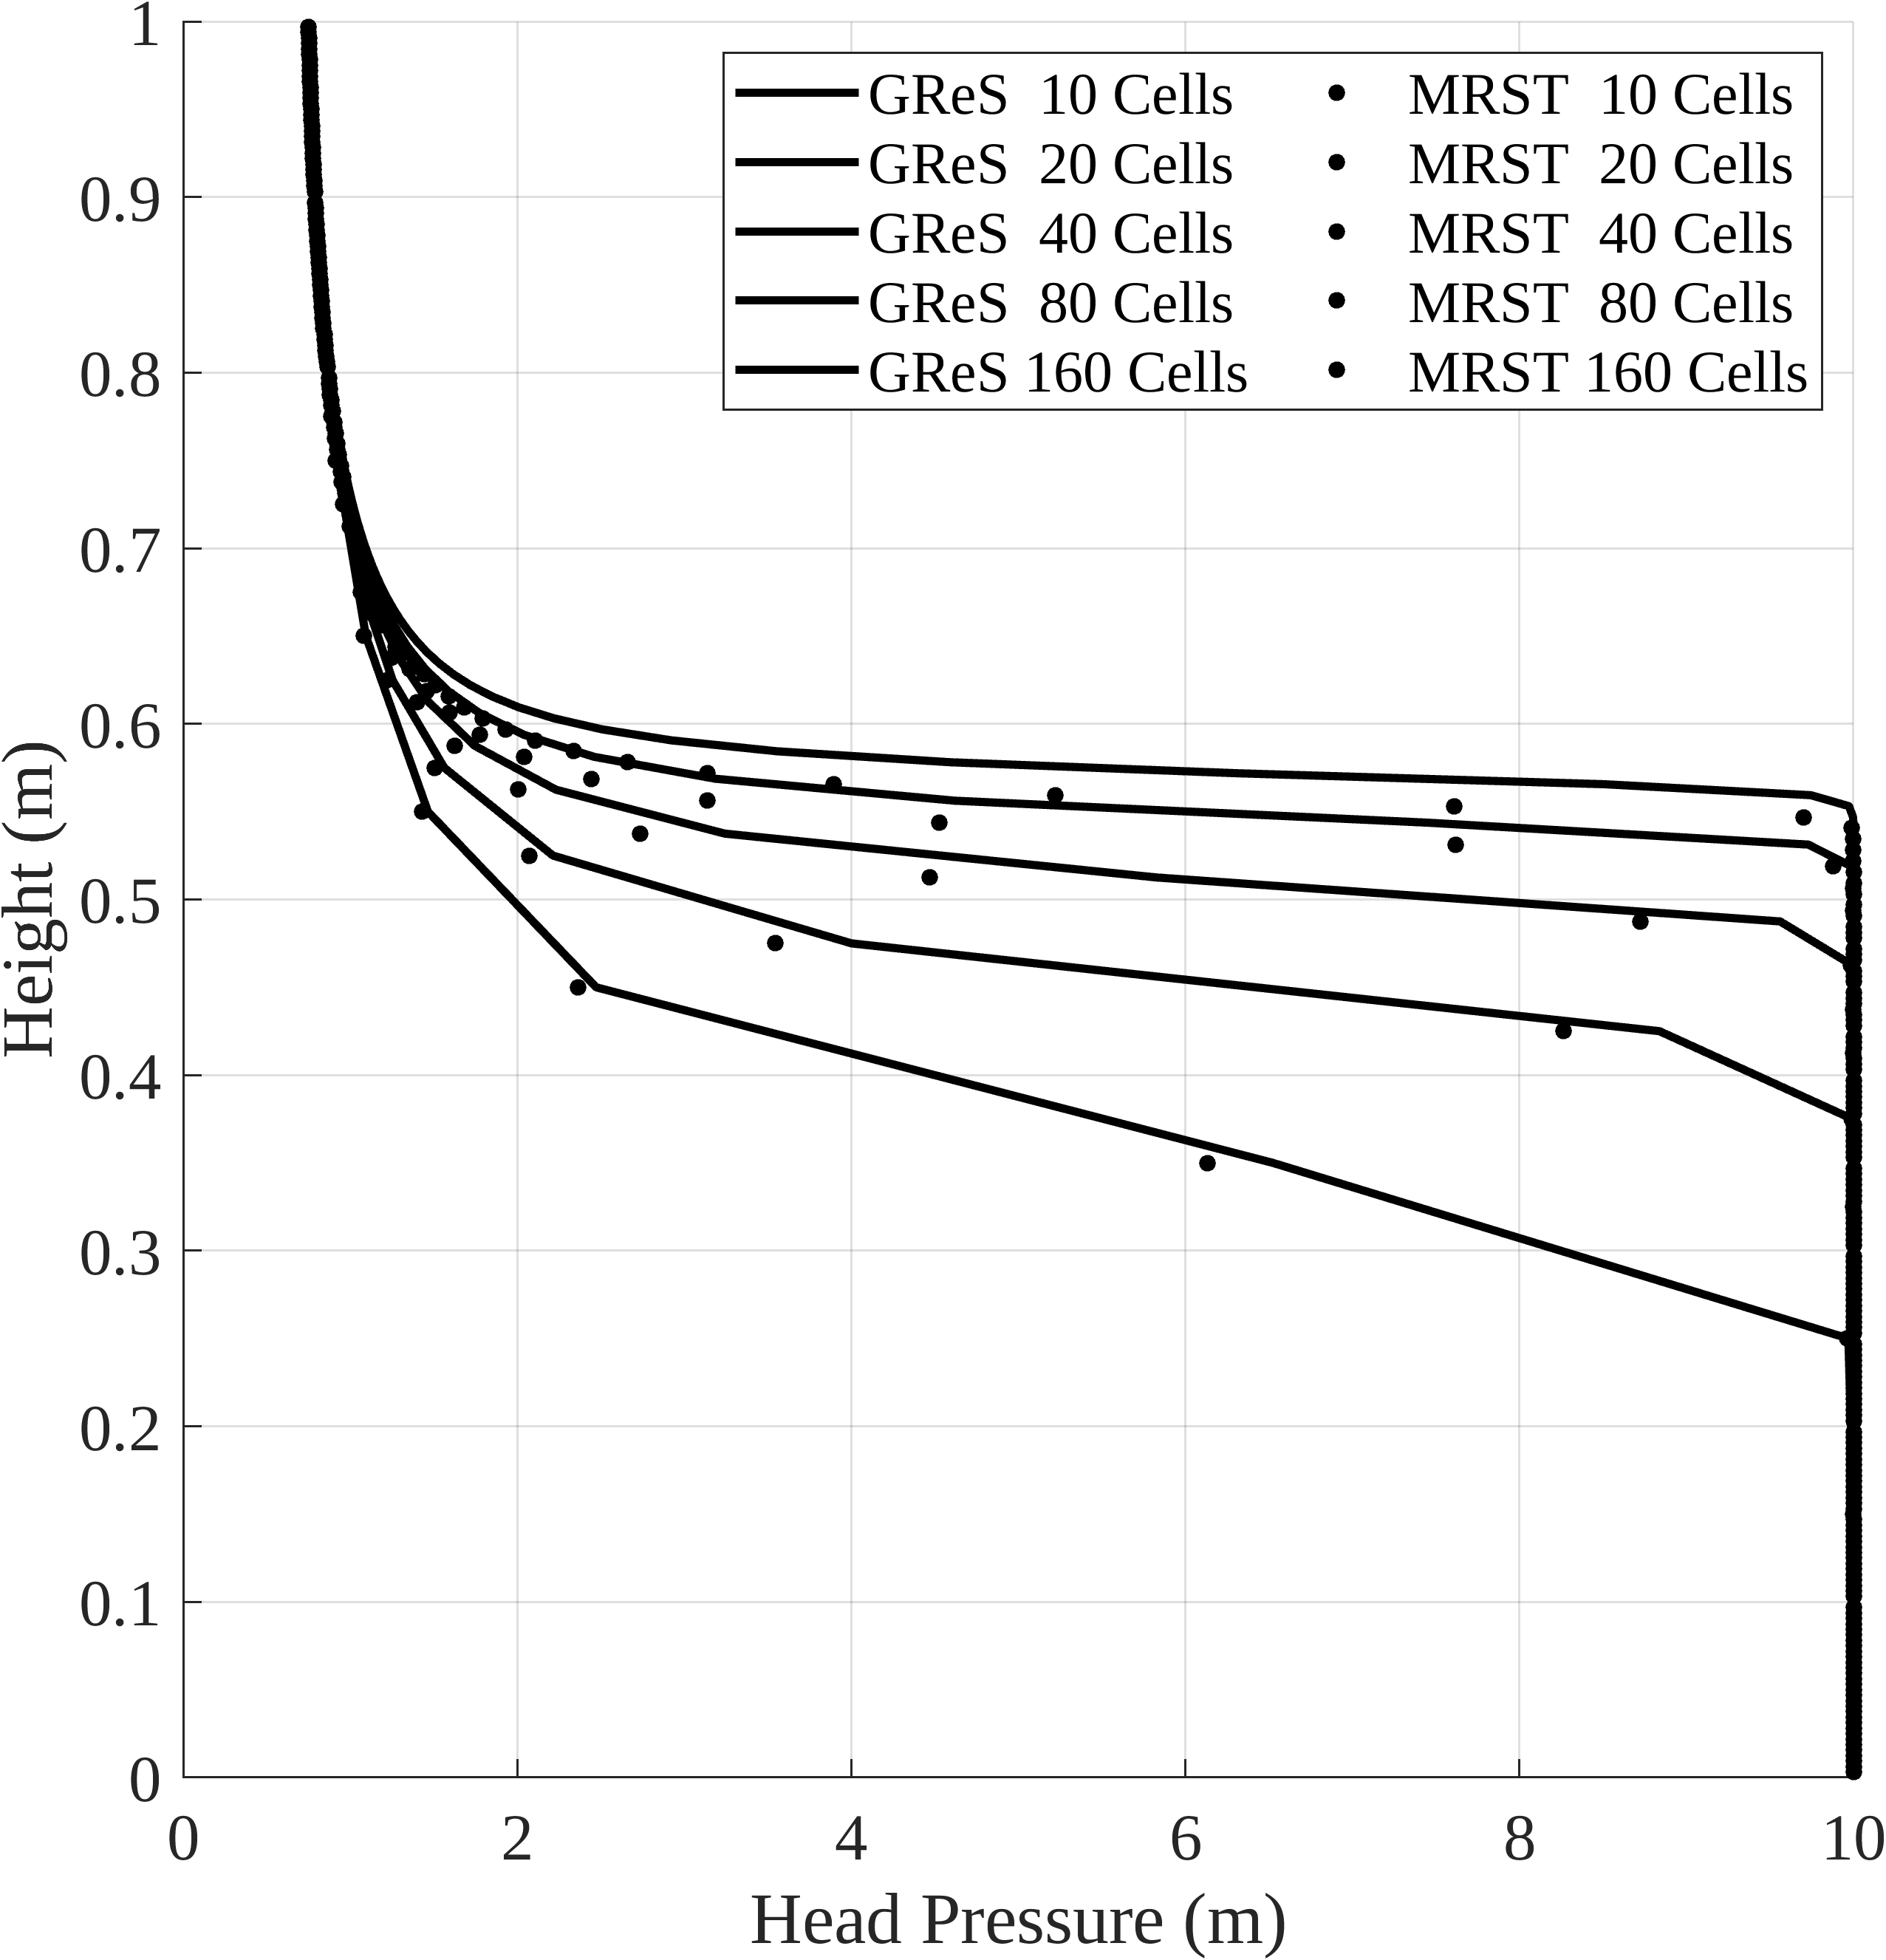 1
0.9
0.8
0.7
0.6
0.5
0.4
0.3
0.2
0.1
0
Height (m)
GReS 10 Cells
GReS 20 Cells
GReS 40 Cells
GReS 80 Cells
GReS 160 Cells
MRST 10 Cells
MRST 20 Cells
MRST 40 Cells
MRST 80 Cells
MRST 160 Cells
0 2 4 6 8 10
Head Pressure (m)